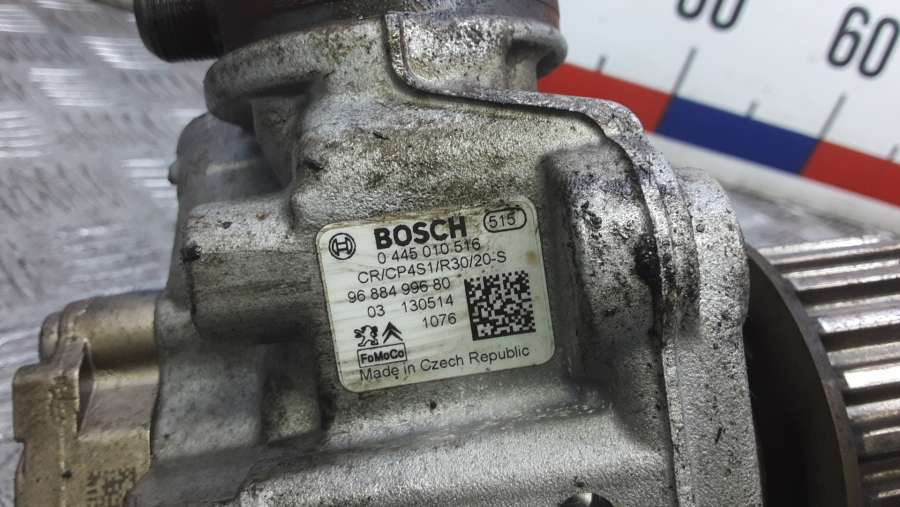 60
BOSCH 515
0 445 010 516
CR/CP4S1/R30/20-S
96 884 996 80
03 130514
1076
FoMoCo
Made in Czech Republic